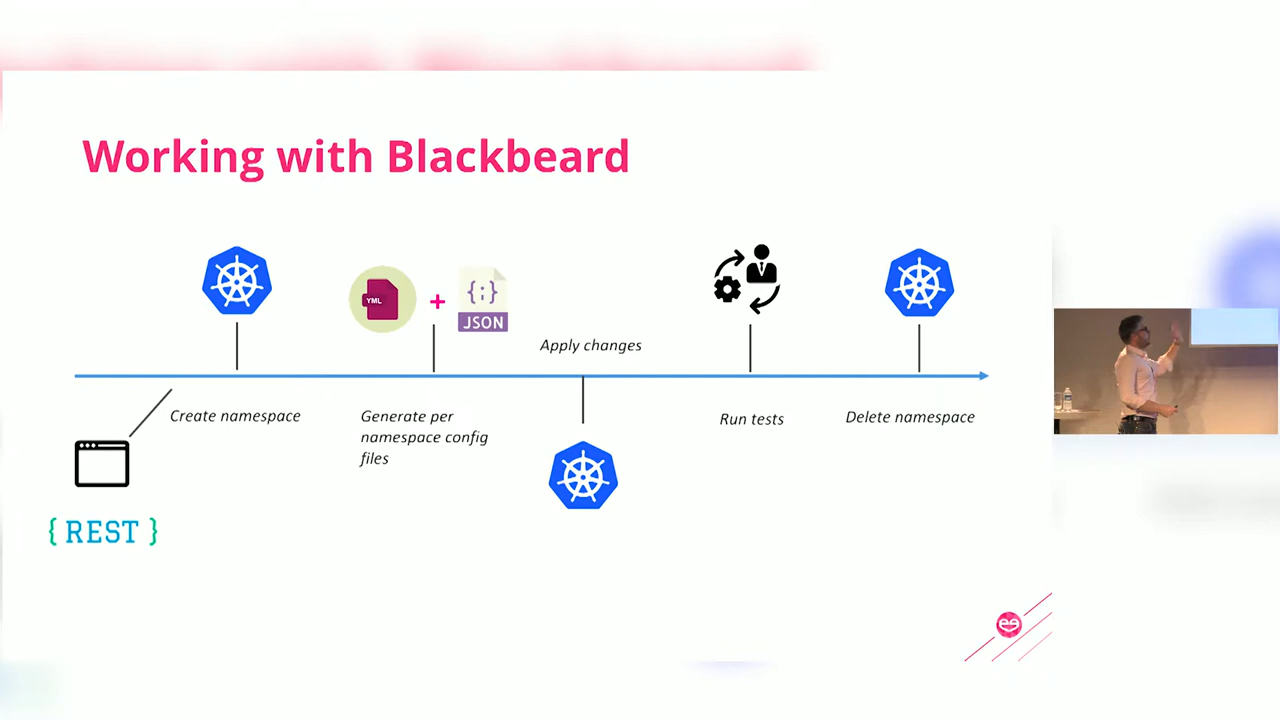 Working with Blackbeard
YML
+
{;}
JSON
Apply changes
Create namespace
Generate per
namespace config
files
Run tests
Delete namespace
{ REST }